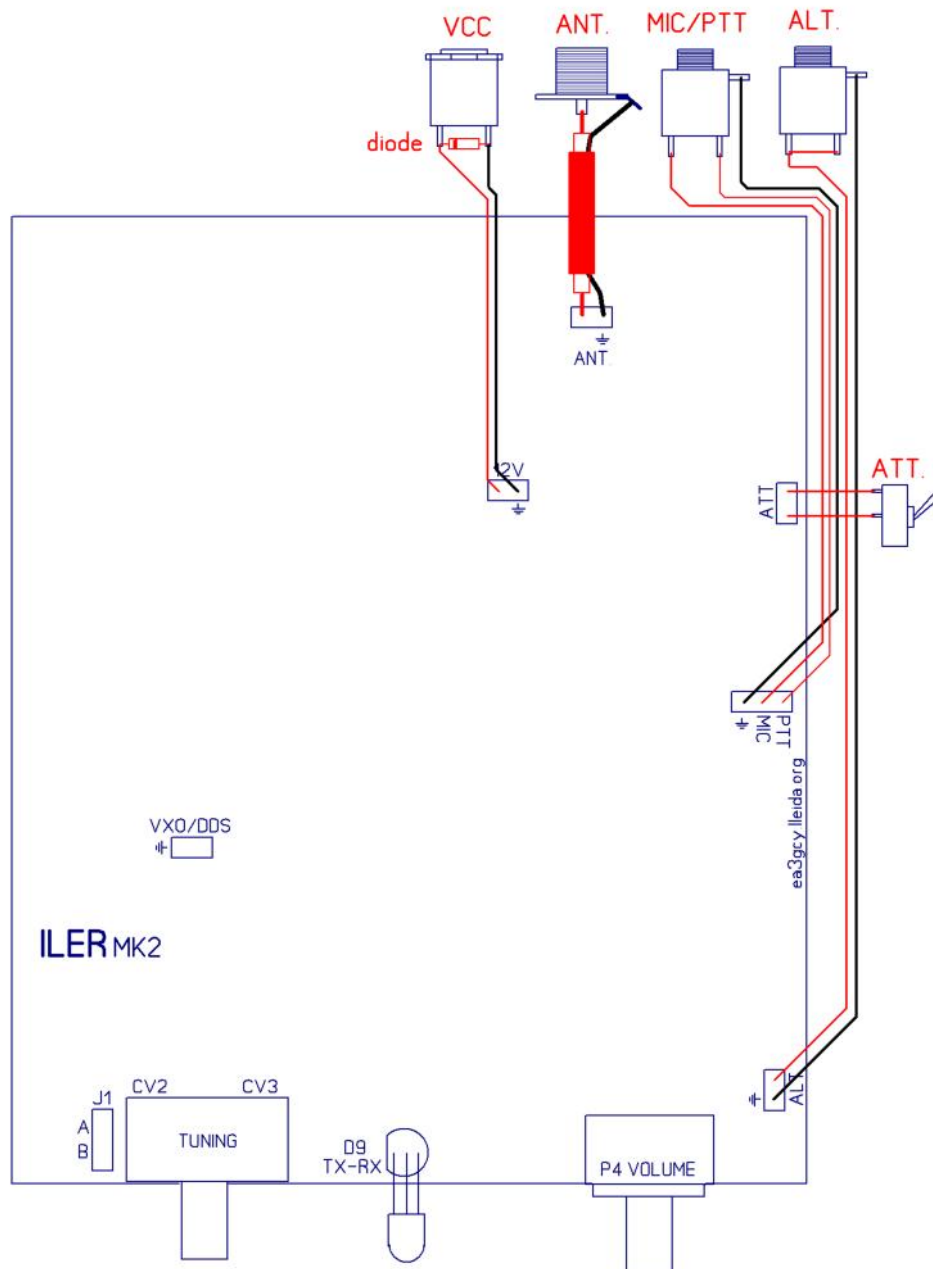 VCC
ANT.
MIC/PTT
ALT.
diode
ANT.
12V
ATT
ATT.
MIC
PTT
ea3gcy lleida org
VXO/DDS
ILER MK2
J1
A
B
CV2
CV3
TUNING
D9
TX-RX
P4 VOLUME
ALT